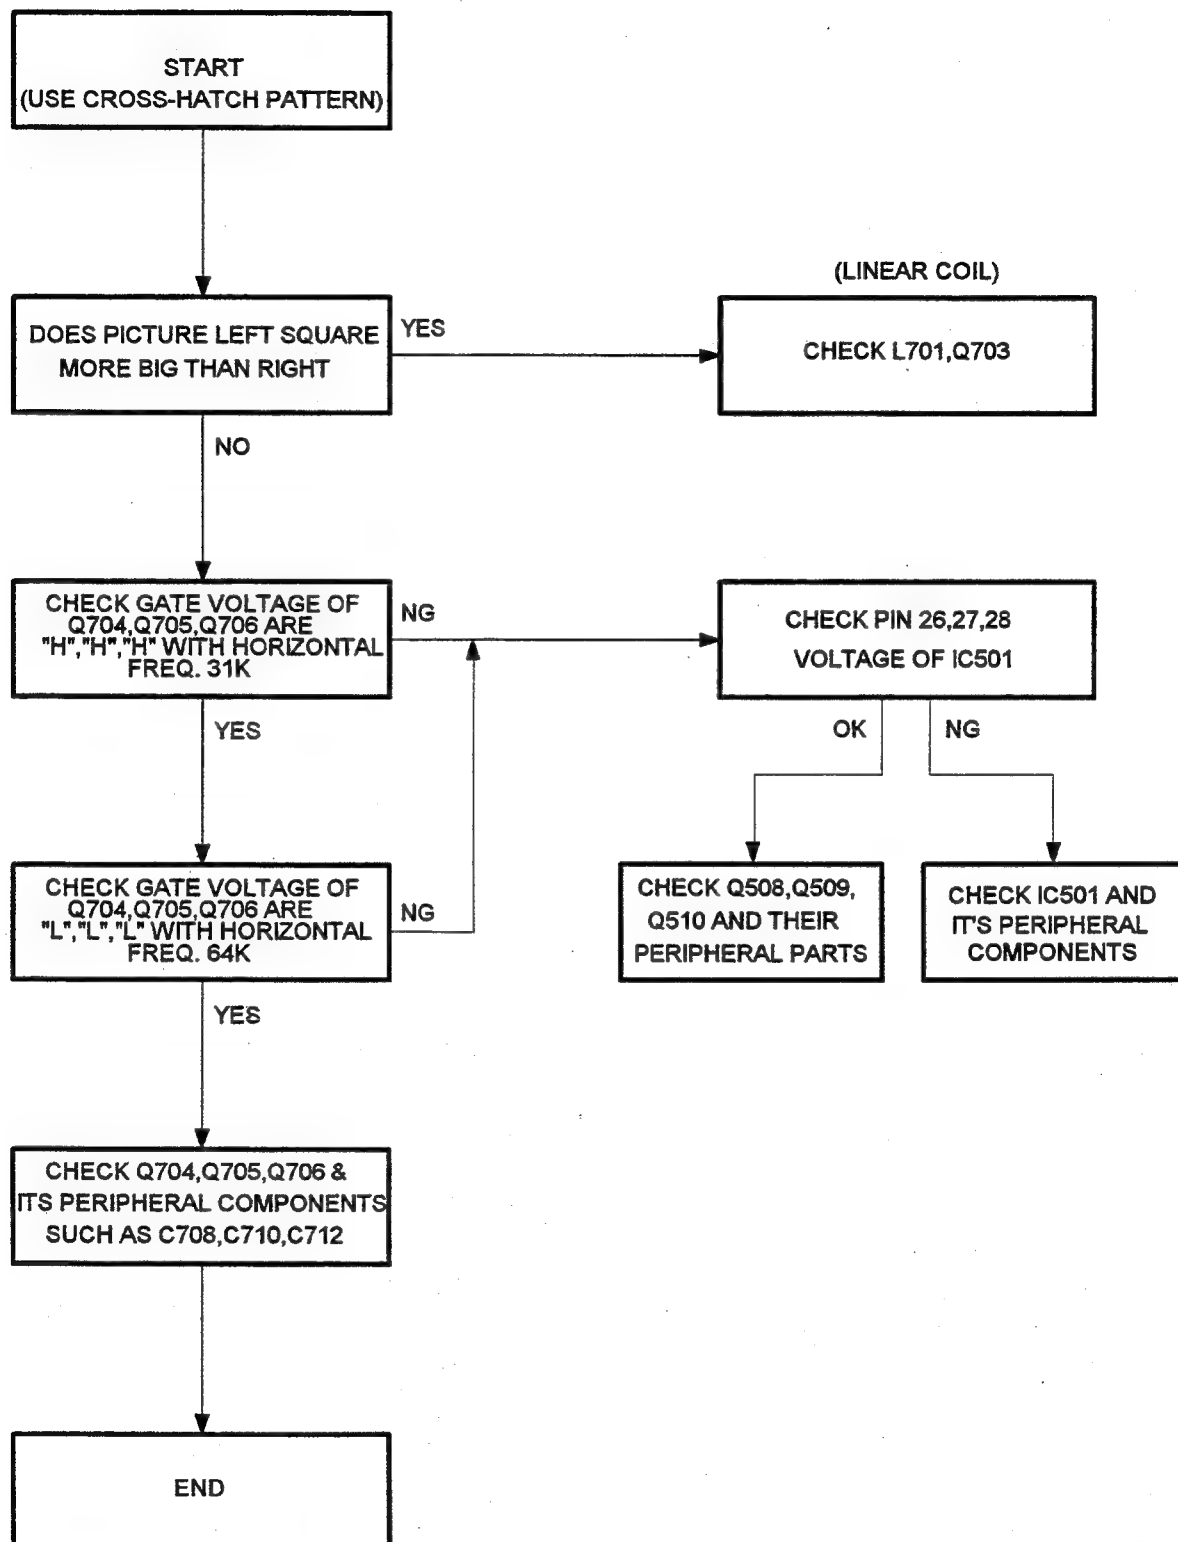 START
(USE CROSS-HATCH PATTERN)
(LINEAR COIL)
DOES PICTURE LEFT SQUARE
MORE BIG THAN RIGHT
YES
CHECK L701,Q703
NO
CHECK GATE VOLTAGE OF
Q704,Q705,Q706 ARE
"H","H","H" WITH HORIZONTAL
FREQ. 31K
NG
CHECK PIN 26,27,28
VOLTAGE OF IC501
YES
OK
NG
CHECK GATE VOLTAGE OF
Q704,Q705,Q706 ARE
"L","L","L" WITH HORIZONTAL
FREQ. 64K
NG
CHECK Q508,Q509,
Q510 AND THEIR
PERIPHERAL PARTS
CHECK IC501 AND
IT'S PERIPHERAL
COMPONENTS
YES
CHECK Q704,Q705,Q706 &
ITS PERIPHERAL COMPONENTS
SUCH AS C708,C710,C712
END